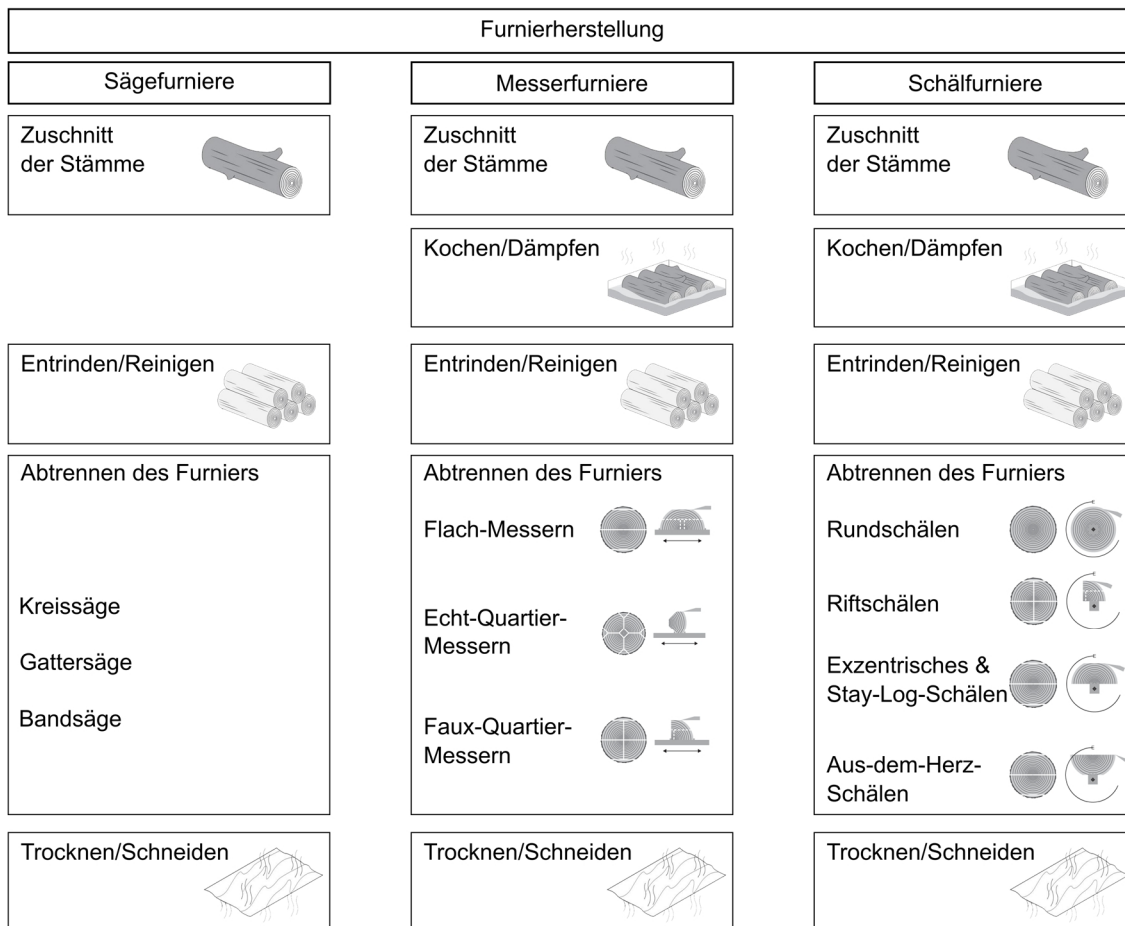 Furnierherstellung
Sägefurniere
Messerfurniere
Schälfurniere
Zuschnitt
der Stämme
Zuschnitt
der Stämme
Zuschnitt
der Stämme
Kochen/Dämpfen
Kochen/Dämpfen
Entrinden/Reinigen
Entrinden/Reinigen
Entrinden/Reinigen
Abtrennen des Furniers
Kreissäge
Gattersäge
Bandsäge
Abtrennen des Furniers
Flach-Messern
Echt-Quartier-
Messern
Faux-Quartier-
Messern
Abtrennen des Furniers
Rundschälen
Riftschälen
Exzentrisches &
Stay-Log-Schälen
Aus-dem-Herz-
Schälen
Trocknen/Schneiden
Trocknen/Schneiden
Trocknen/Schneiden